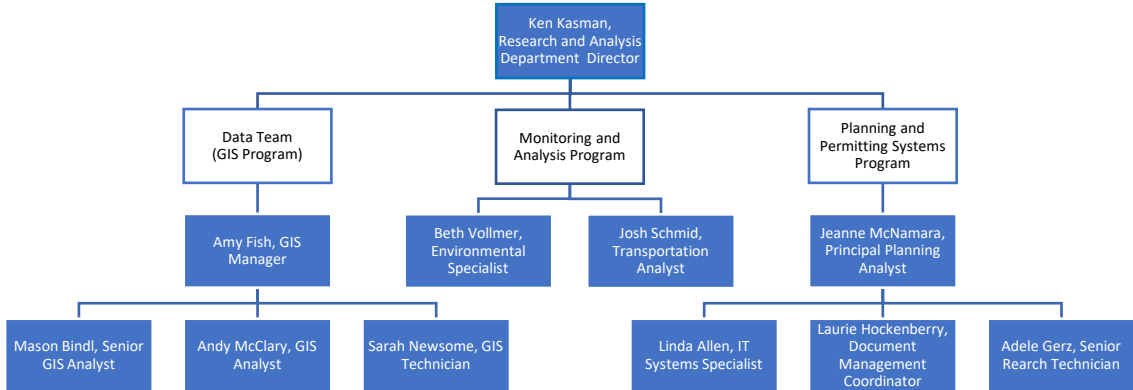 Ken Kasman,
Research and Analysis
Department Director
Data Team
(GIS Program)
Monitoring and
Analysis Program
Planning and
Permitting Systems
Program
Amy Fish, GIS
Manager
Beth Vollmer,
Environmental
Specialist
Josh Schmid,
Transportation
Analyst
Jeanne McNamara,
Principal Planning
Analyst
Mason Bindl, Senior
GIS Analyst
Andy McClary, GIS
Analyst
Sarah Newsome, GIS
Technician
Linda Allen, IT
Systems Specialist
Laurie Hockenberry,
Document
Management
Coordinator
Adele Gerz, Senior
Rearch Technician